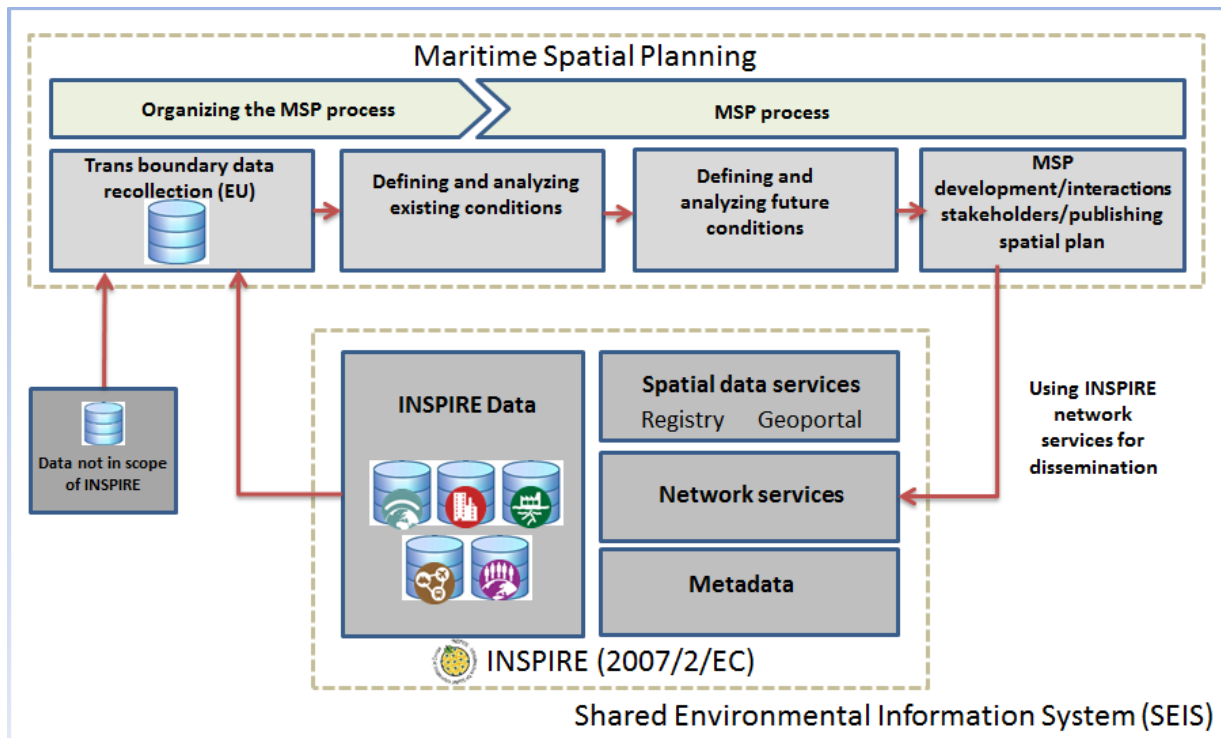 Maritime Spatial Planning
Organizing the MSP process
MSP process
Trans boundary data
recollection (EU)
Defining and analyzing
existing conditions
Defining and
analyzing future
conditions
MSP
development/interactions
stakeholders/publishing
spatial plan
Data not in scope
of INSPIRE
INSPIRE Data
Spatial data services
Registry Geoportal
Network services
Metadata
Using INSPIRE
network
services for
dissemination
INSPIRE (2007/2/EC)
Shared Environmental Information System (SEIS)